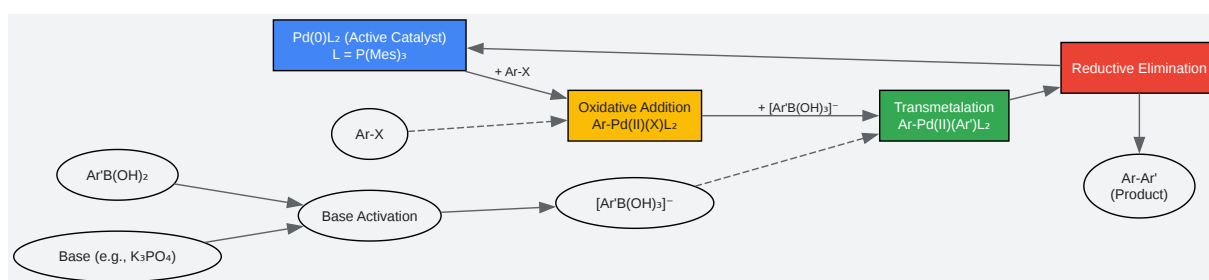 Pd(0)L₂ (Active Catalyst)
L = P(Mes)₃
+ Ar-X
Reductive Elimination
Oxidative Addition
Ar-Pd(II)(X)L₂
+ [Ar'B(OH)₃]⁻
Transmetalation
Ar-Pd(II)(Ar')L₂
Ar-X
Ar'B(OH)₂
Ar-Ar'
(Product)
Base Activation
[Ar'B(OH)₃]⁻
Base (e.g., K₃PO₄)